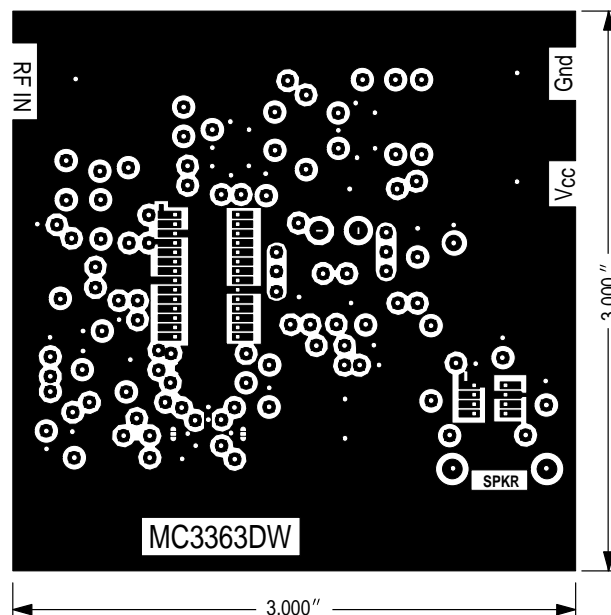 RF IN
Gnd
Vcc
3.000"
SPKR
MC3363DW
3.000"